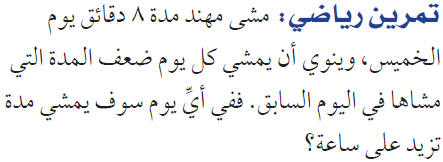 تمرين رياضي: مشى مهند مدة ٨ دقائق يوم
الخميس، وينوي أن يمشي كل يوم ضعف المدة التي
مشاها في اليوم السابق. ففي أيِّ يوم سوف يمشي مدة
تزيد على ساعة؟